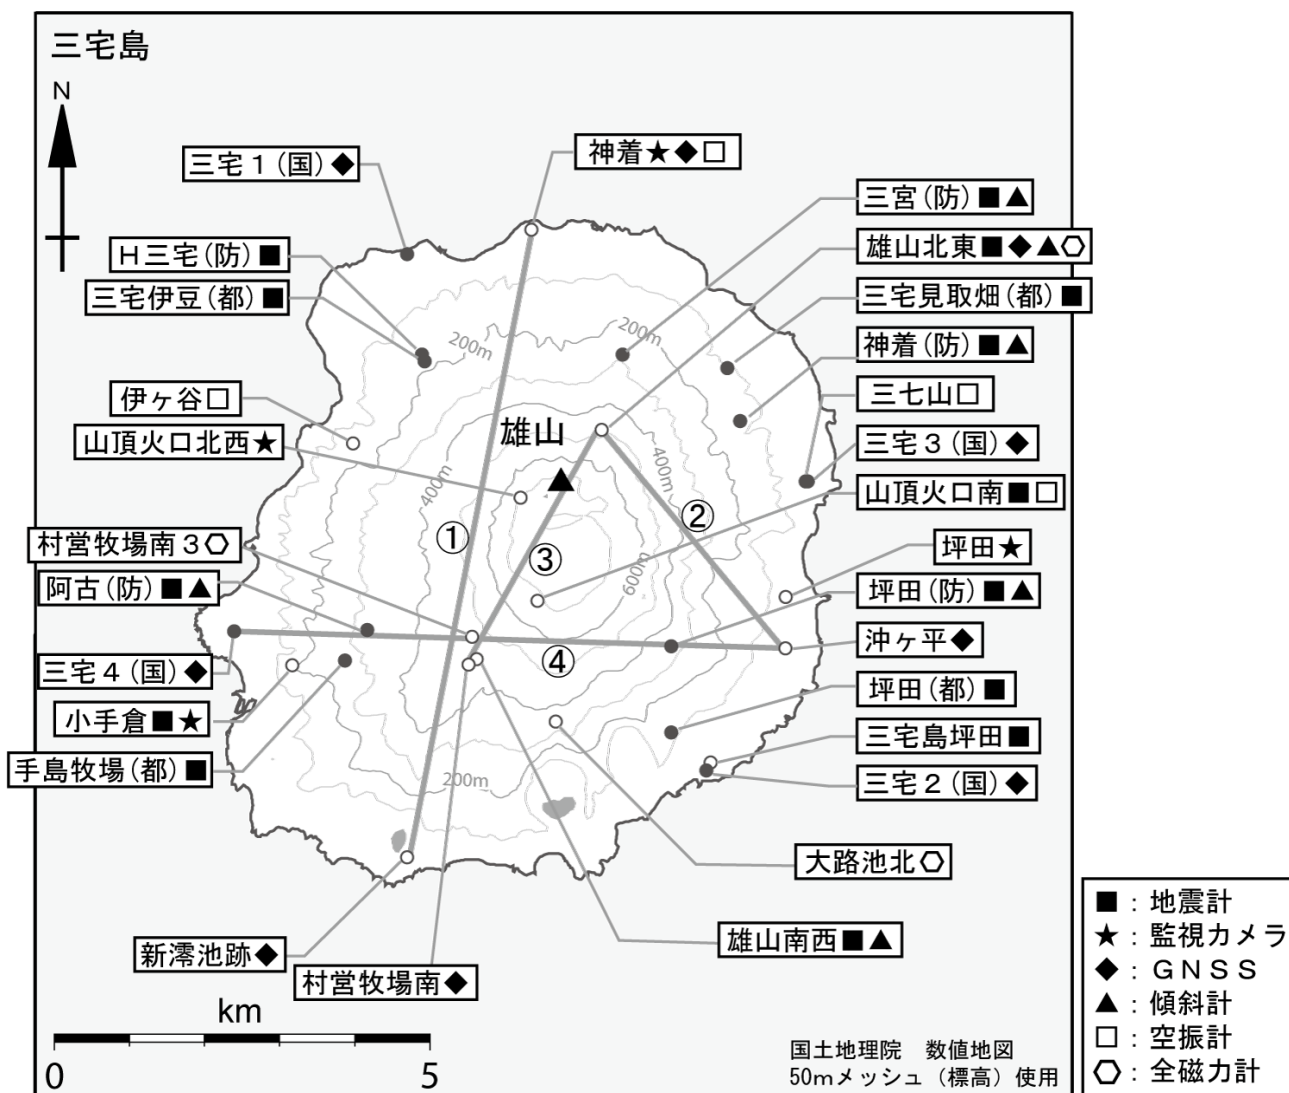 三宅島
N
神着★◆□
三宅１(国)◆
三宮(防)■▲
雄山北東■◆▲⬡
H三宅(防)■
三宅伊豆(都)■
三宅見取畑(都)■
200m
200m
神着(防)■▲
伊ヶ谷□
三七山□
山頂火口北西★
雄山
三宅３(国)◆
400m
400m
山頂火口南■□
①
②
③
村営牧場南３⬡
坪田★
600m
阿古(防)■▲
坪田(防)■▲
沖ヶ平◆
④
三宅４(国)◆
坪田(都)■
小手倉■★
三宅島坪田■
手島牧場(都)■
200m
三宅２(国)◆
大路池北⬡
雄山南西■▲
新澪池跡◆
村営牧場南◆
km
0
5
国土地理院　数値地図
50mメッシュ（標高）使用
■：地震計
★：監視カメラ
◆：ＧＮＳＳ
▲：傾斜計
□：空振計
⬡：全磁力計